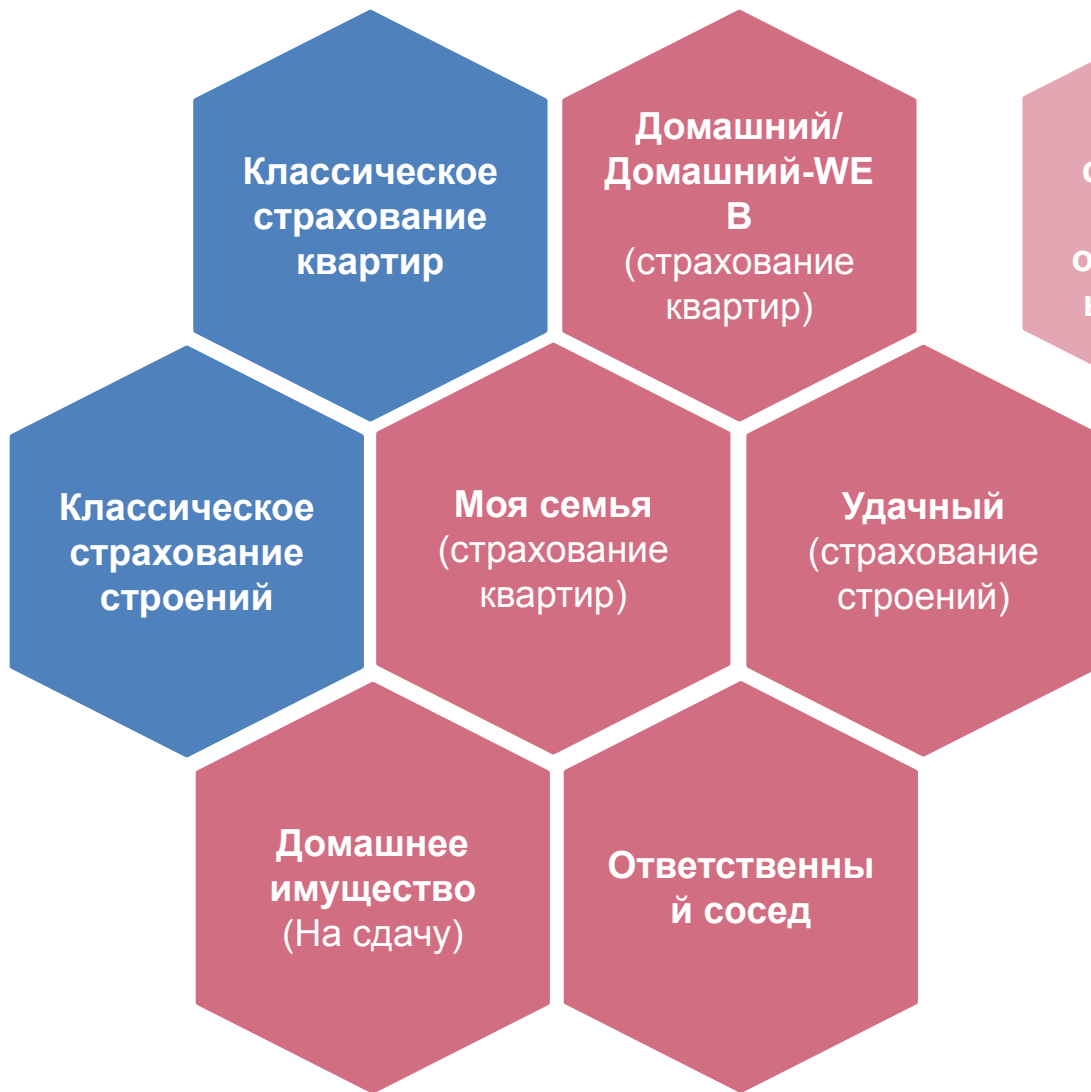 Классическое
страхование
квартир
Домашний/
Домашний-WE
B
(страхование
квартир)
Классическое
страхование
строений
Моя семья
(страхование
квартир)
Удачный
(страхование
строений)
Домашнее
имущество
(На сдачу)
Ответственны
й сосед